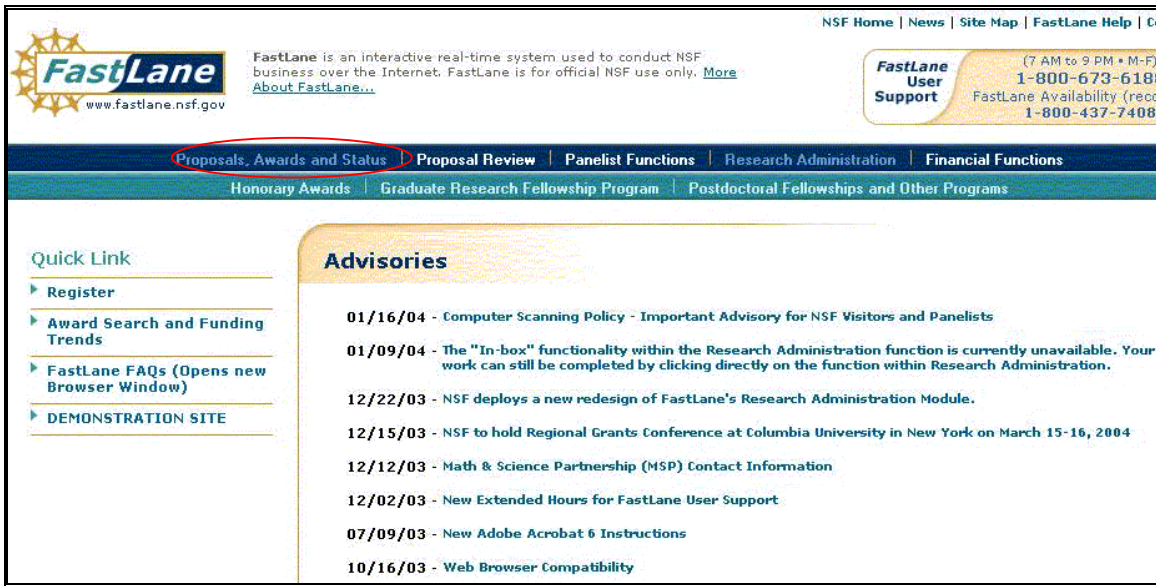 NSF Home | News | Site Map | FastLane Help |
FastLane
www.fastlane.nsf.gov
FastLane is an interactive real-time system used to conduct NSF
business over the Internet. FastLane is for official NSF use only. More
About FastLane...
FastLane
User
Support
(7 AM to 9 PM • M-F)
1-800-673-6188
FastLane Availability (reco
1-800-437-7408
Proposals, Awards and Status | Proposal Review | Panelist Functions | Research Administration | Financial Functions
Honorary Awards | Graduate Research Fellowship Program | Postdoctoral Fellowships and Other Programs
Quick Link
Register
Award Search and Funding
Trends
FastLane FAQs (Opens new
Browser Window)
DEMONSTRATION SITE
Advisories
01/16/04 - Computer Scanning Policy - Important Advisory for NSF Visitors and Panelists
01/09/04 - The "In-box" functionality within the Research Administration function is currently unavailable. Your
work can still be completed by clicking directly on the function within Research Administration.
12/22/03 - NSF deploys a new redesign of FastLane's Research Administration Module.
12/15/03 - NSF to hold Regional Grants Conference at Columbia University in New York on March 15-16, 2004
12/12/03 - Math & Science Partnership (MSP) Contact Information
12/02/03 - New Extended Hours for FastLane User Support
07/09/03 - New Adobe Acrobat 6 Instructions
10/16/03 - Web Browser Compatibility